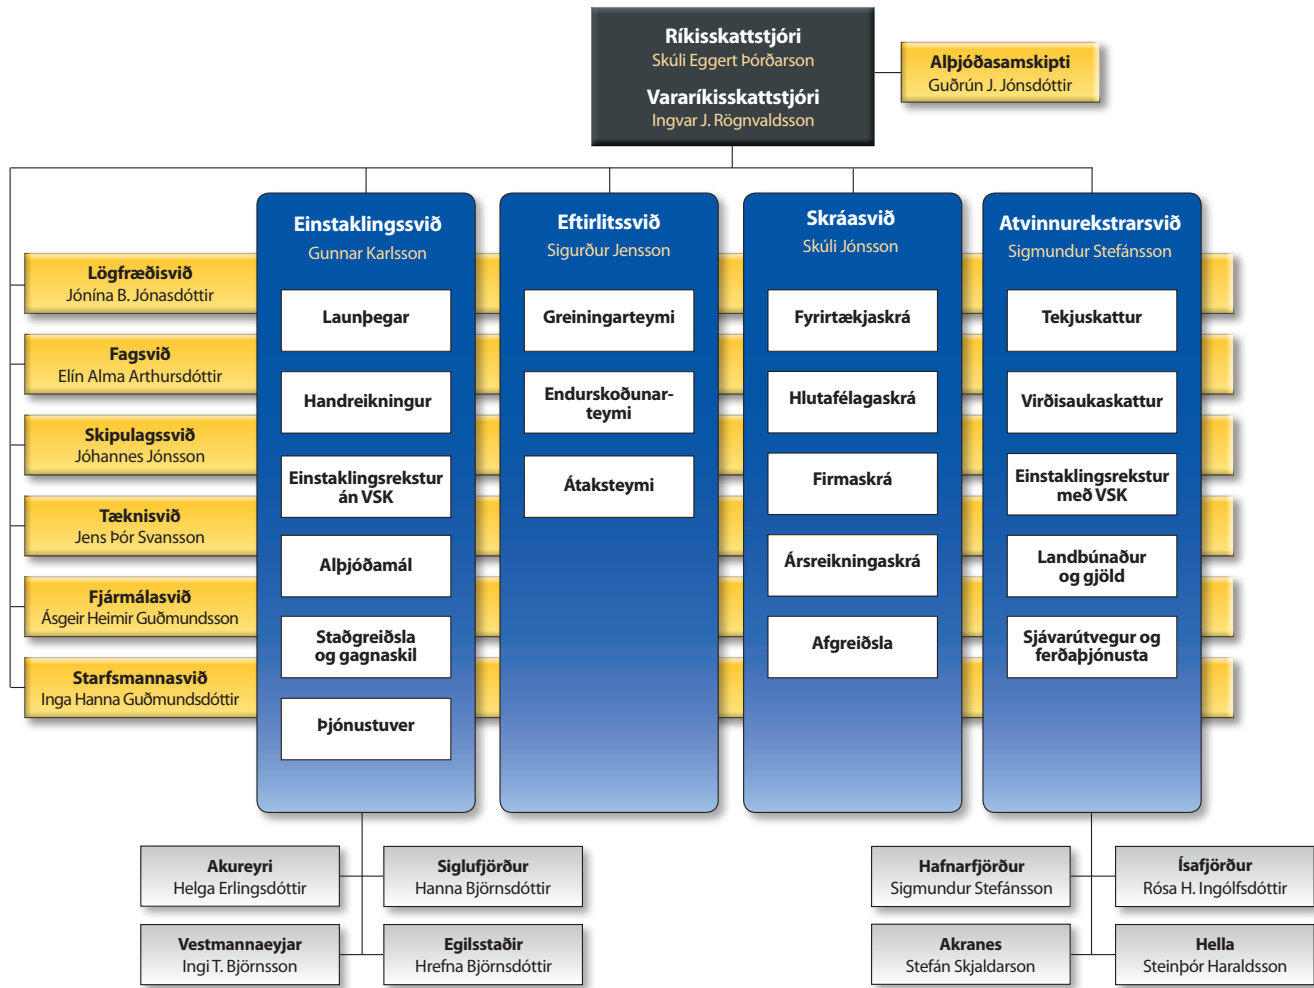 Ríkisskattstjóri
Skúli Eggert Þórðarson
Vararíkisskattstjóri
Ingvar J. Rögnvaldsson
Alþjóðasamskipti
Guðrún J. Jónsdóttir
Lögfræðisvið
Jónína B. Jónasdóttir
Fagsvið
Elín Alma Arthursdóttir
Skipulagssvið
Jóhannes Jónsson
Tæknisvið
Jens Þór Svansson
Fjármálasvið
Ásgeir Heimir Guðmundsson
Starfsmannasvið
Inga Hanna Guðmundsdóttir
Einstaklingssvið
Gunnar Karlsson
Launþegar
Handreikningur
Einstaklingsrekstur
án VSK
Alþjóðamál
Staðgreiðsla
og gagnaskil
Þjónustuver
Eftirlitssvið
Sigurður Jensson
Greiningarteymi
Endurskoðunar-
teymi
Átaksteymi
Skráasvið
Skúli Jónsson
Fyrirtækjaskrá
Hlutafélagaskrá
Firmaskrá
Ársreikningaskrá
Afgreiðsla
Atvinnurekstrarsvið
Sigmundur Stefánsson
Tekjuskattur
Virðisaukaskattur
Einstaklingsrekstur
með VSK
Landbúnaður
og gjöld
Sjávarútvegur og
ferðaþjónusta
Akureyri
Helga Erlingsdóttir
Siglufjörður
Hanna Björnsdóttir
Vestmannaeyjar
Ingi T. Björnsson
Egilsstaðir
Hrefna Björnsdóttir
Hafnarfjörður
Sigmundur Stefánsson
Ísafjörður
Rósa H. Ingólfsdóttir
Akranes
Stefán Skjaldarson
Hella
Steinþór Haraldsson